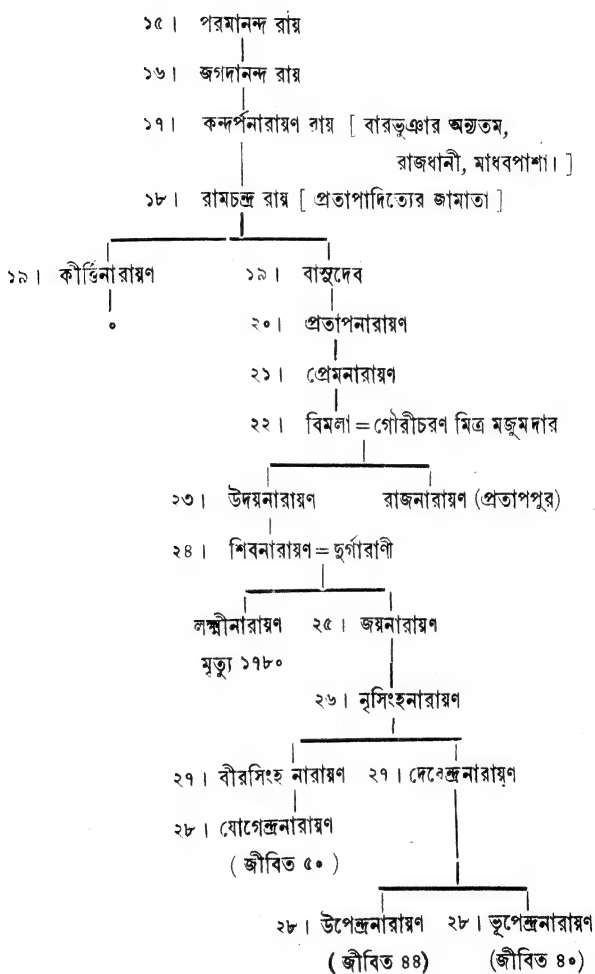 ১৫। পরমানন্দ রায়
১৬। জগদানন্দ রায়
১৭। কন্দর্পনারায়ণ রায় [ বারভূঞার অন্যতম,
রাজধানী, মাধবপাশা। ]
১৮। রামচন্দ্র রায় [ প্রতাপাদিত্যের জামাতা ]
১৯। কীর্ত্তিনারায়ণ ১৯। বাসুদেব
০
২০। প্রতাপনারায়ণ
২১। প্রেমনারায়ণ
২২। বিমলা = গৌরীচরণ মিত্র মজুমদার
২৩। উদয়নারায়ণ রাজনারায়ণ (প্রতাপপুর)
২৪। শিবনারায়ণ = দুর্গারাণী
লক্ষ্মীনারায়ণ ২৫। জয়নারায়ণ
মৃত্যু ১৭৮০
২৬। নৃসিংহনারায়ণ
২৭। বীরসিংহ নারায়ণ ২৭। দেবেন্দ্রনারায়ণ
২৮। যোগেন্দ্রনারায়ণ
( জীবিত ৫০ )
২৮। উপেন্দ্রনারায়ণ ২৮। ভূপেন্দ্রনারায়ণ
( জীবিত ৪৪ ) (জীবিত ৪০ )